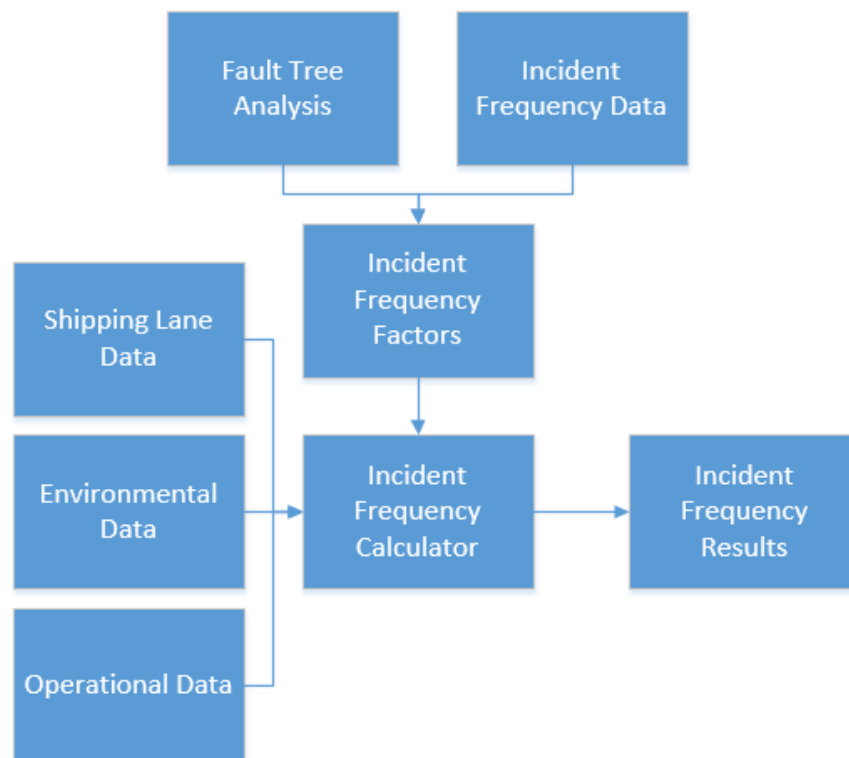 Fault Tree
Analysis
Incident
Frequency Data
Incident
Frequency
Factors
Shipping Lane
Data
Environmental
Data
Incident
Frequency
Calculator
Incident
Frequency
Results
Operational Data